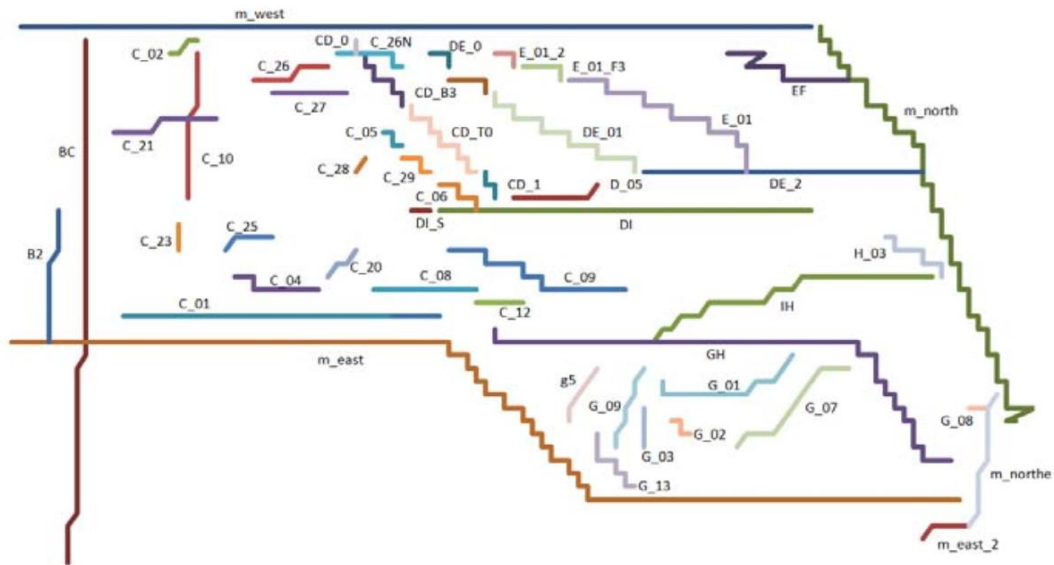 m_west
C_02
CD_0
C_26N
DE_0
E_01_2
C_26
E_01_F3
EF
C_27
CD_B3
m_north
C_21
C_05
CD_T0
DE_01
E_01
BC
C_10
C_28
C_29
CD_1
D_05
DE_2
C_06
DI_S
DI
C_23
C_25
B2
C_20
H_03
C_04
C_08
C_09
C_01
C_12
IH
m_east
GH
g5
G_01
G_09
G_07
G_02
G_08
G_03
G_13
m_northe
m_east_2